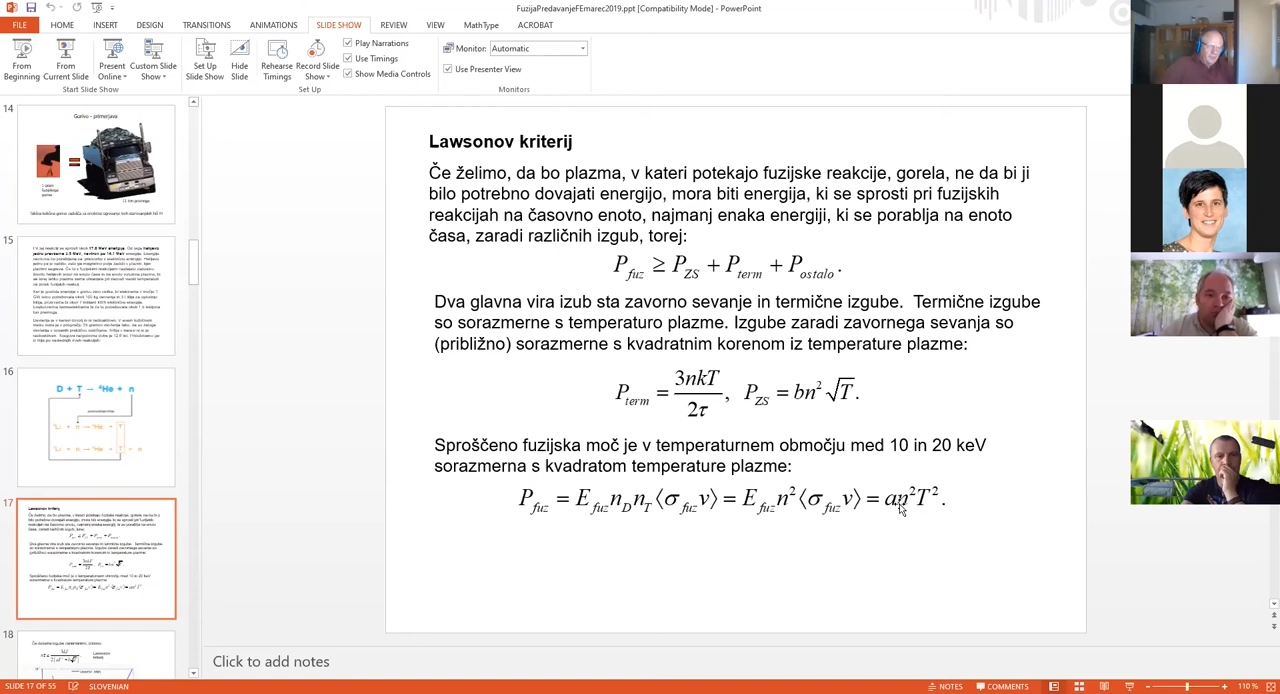 FuzijaPredavanjeFEmarec2019.ppt [Compatibility Mode] - PowerPoint
FILE HOME INSERT DESIGN TRANSITIONS ANIMATIONS SLIDE SHOW REVIEW VIEW MathType ACROBAT
From Beginning
From Current Slide
Present Online
Custom Slide Show
Set Up Slide Show
Hide Slide
Rehearse Timings
Record Slide Show
Play Narrations
Use Timings
Show Media Controls
Monitor: Automatic
Use Presenter View
Start Slide Show
Set Up
Monitors
14
Gorivo - primerjava
15
16
D + T → ⁴He + n
17
18
Lawsonov kriterij
Če želimo, da bo plazma, v kateri potekajo fuzijske reakcije, gorela, ne da bi ji
bilo potrebno dovajati energijo, mora biti energija, ki se sprosti pri fuzijskih
reakcijah na časovno enoto, najmanj enaka energiji, ki se porablja na enoto
časa, zaradi različnih izgub, torej:
P_fuz ≥ P_ZS + P_term + P_ostalo.
Dva glavna vira izub sta zavorno sevanje in termične izgube. Termične izgube
so sorazmerne s temperaturo plazme. Izgube zaradi zavornega sevanja so
(približno) sorazmerne s kvadratnim korenom iz temperature plazme:
P_term = 3nkT / 2τ, P_ZS = bn²√T.
Sproščeno fuzijska moč je v temperaturnem območju med 10 in 20 keV
sorazmerna s kvadratom temperature plazme:
P_fuz = E_fuz n_D n_T ⟨σ_fuz v⟩ = E_fuz n² ⟨σ_fuz v⟩ = an²T².
Click to add notes
SLIDE 17 OF 55 SLOVENIAN NOTES COMMENTS 110 %